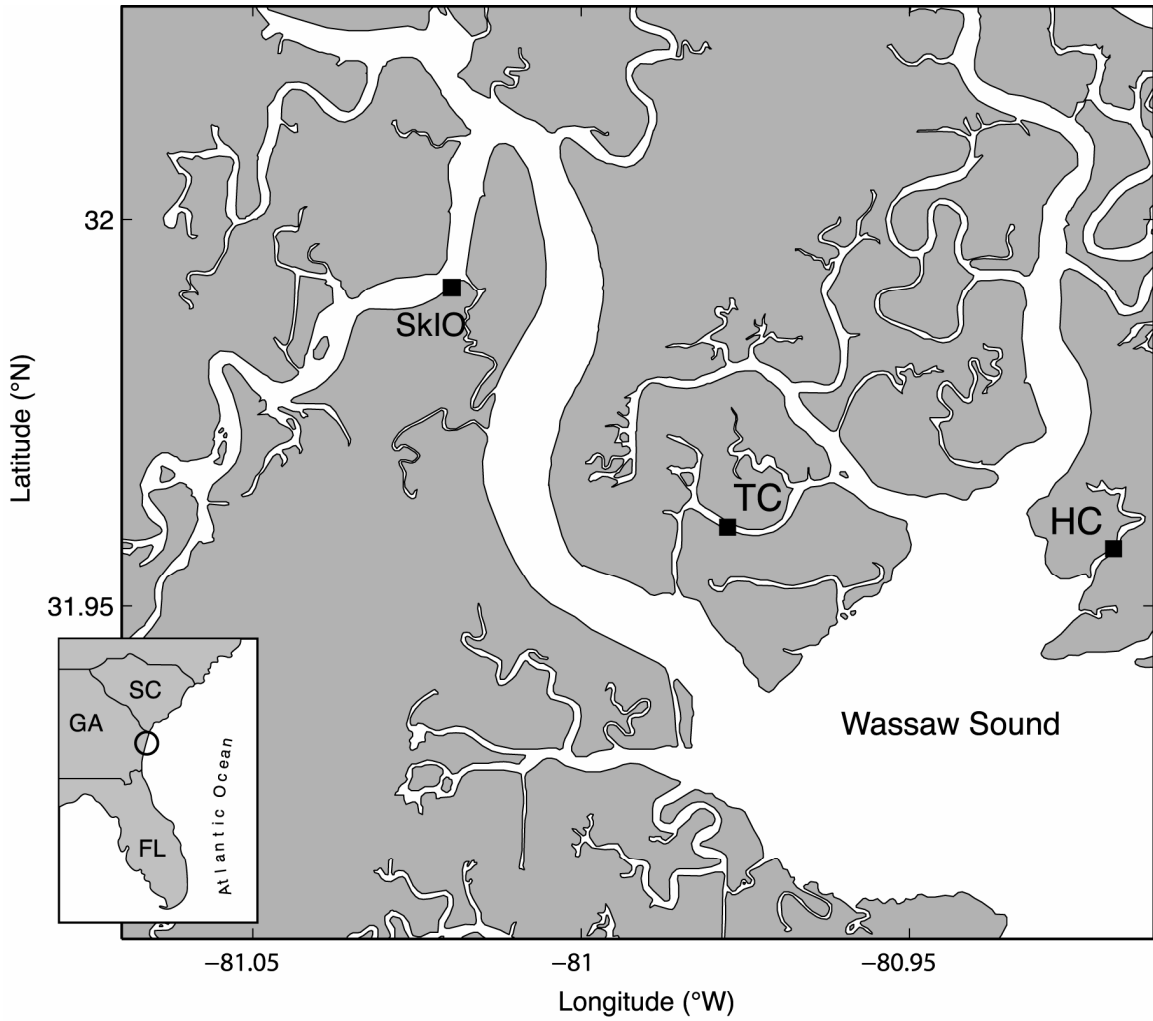 32
SkIO
TC
HC
31.95
Latitude (°N)
SC
GA
FL
Atlantic Ocean
Wassaw Sound
−81.05
−81
−80.95
Longitude (°W)